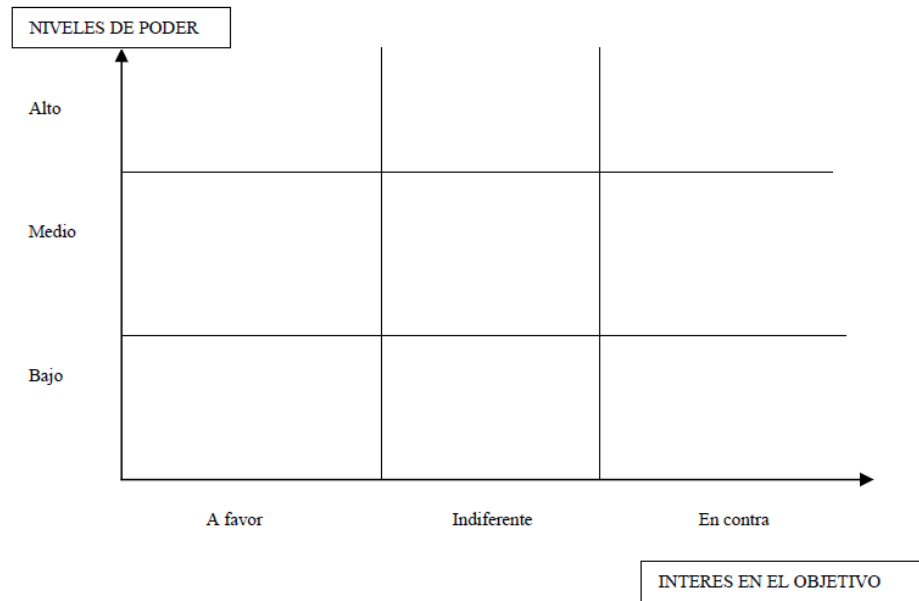 NIVELES DE PODER
Alto
Medio
Bajo
A favor Indiferente En contra
INTERES EN EL OBJETIVO